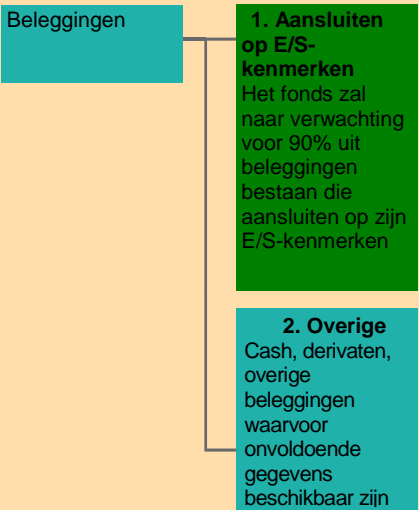 Beleggingen
1. Aansluiten
op E/S-
kenmerken
Het fonds zal
naar verwachting
voor 90% uit
beleggingen
bestaan die
aansluiten op zijn
E/S-kenmerken
2. Overige
Cash, derivaten,
overige
beleggingen
waarvoor
onvoldoende
gegevens
beschikbaar zijn